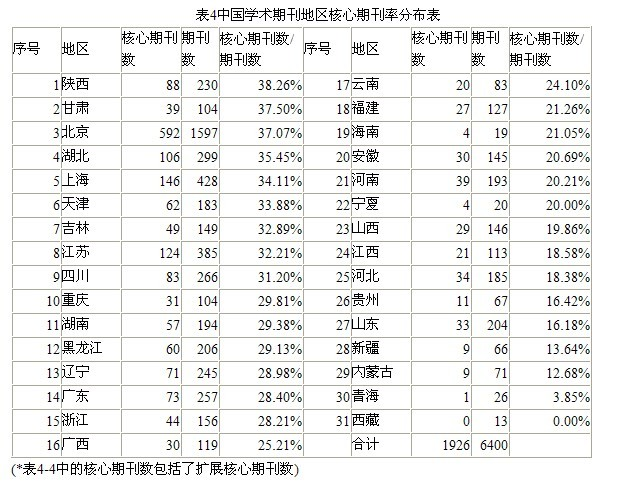 表4中国学术期刊地区核心期刊率分布表
序号 地区 核心期刊数 期刊数 核心期刊数/期刊数 序号 地区 核心期刊数 期刊数 核心期刊数/期刊数
1 陕西 88 230 38.26% 17 云南 20 83 24.10%
2 甘肃 39 104 37.50% 18 福建 27 127 21.26%
3 北京 592 1597 37.07% 19 海南 4 19 21.05%
4 湖北 106 299 35.45% 20 安徽 30 145 20.69%
5 上海 146 428 34.11% 21 河南 39 193 20.21%
6 天津 62 183 33.88% 22 宁夏 4 20 20.00%
7 吉林 49 149 32.89% 23 山西 29 146 19.86%
8 江苏 124 385 32.21% 24 江西 21 113 18.58%
9 四川 83 266 31.20% 25 河北 34 185 18.38%
10 重庆 31 104 29.81% 26 贵州 11 67 16.42%
11 湖南 57 194 29.38% 27 山东 33 204 16.18%
12 黑龙江 60 206 29.13% 28 新疆 9 66 13.64%
13 辽宁 71 245 28.98% 29 内蒙古 9 71 12.68%
14 广东 73 257 28.40% 30 青海 1 26 3.85%
15 浙江 44 156 28.21% 31 西藏 0 13 0.00%
16 广西 30 119 25.21% 合计 1926 6400
(*表4-4中的核心期刊数包括了扩展核心期刊数)